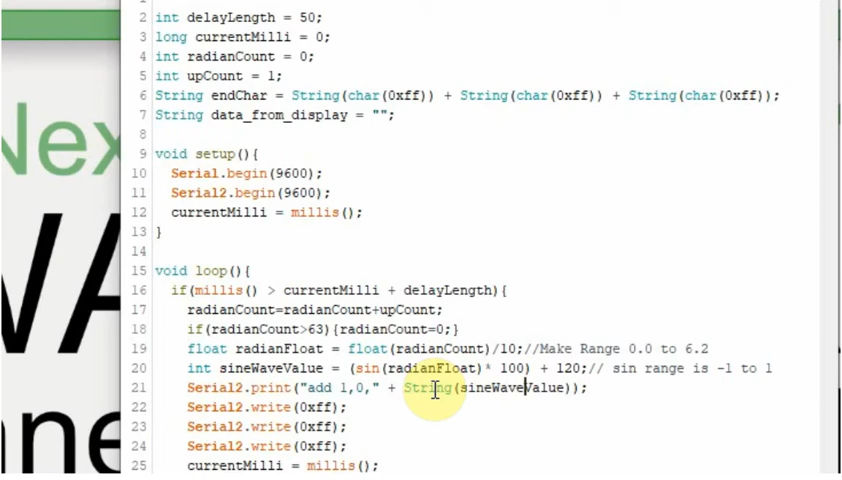 2 int delayLength = 50;
3 long currentMilli = 0;
4 int radianCount = 0;
5 int upCount = 1;
6 String endChar = String(char(0xff)) + String(char(0xff)) + String(char(0xff));
7 String data_from_display = "";
8
9 void setup(){
10 Serial.begin(9600);
11 Serial2.begin(9600);
12 currentMilli = millis();
13 }
14
15 void loop(){
16 if(millis() > currentMilli + delayLength){
17 radianCount=radianCount+upCount;
18 if(radianCount>63){radianCount=0;}
19 float radianFloat = float(radianCount)/10;//Make Range 0.0 to 6.2
20 int sineWaveValue = (sin(radianFloat)* 100) + 120;// sin range is -1 to 1
21 Serial2.print("add 1,0," + String(sineWaveValue));
22 Serial2.write(0xff);
23 Serial2.write(0xff);
24 Serial2.write(0xff);
25 currentMilli = millis();
Nex
WA
ne